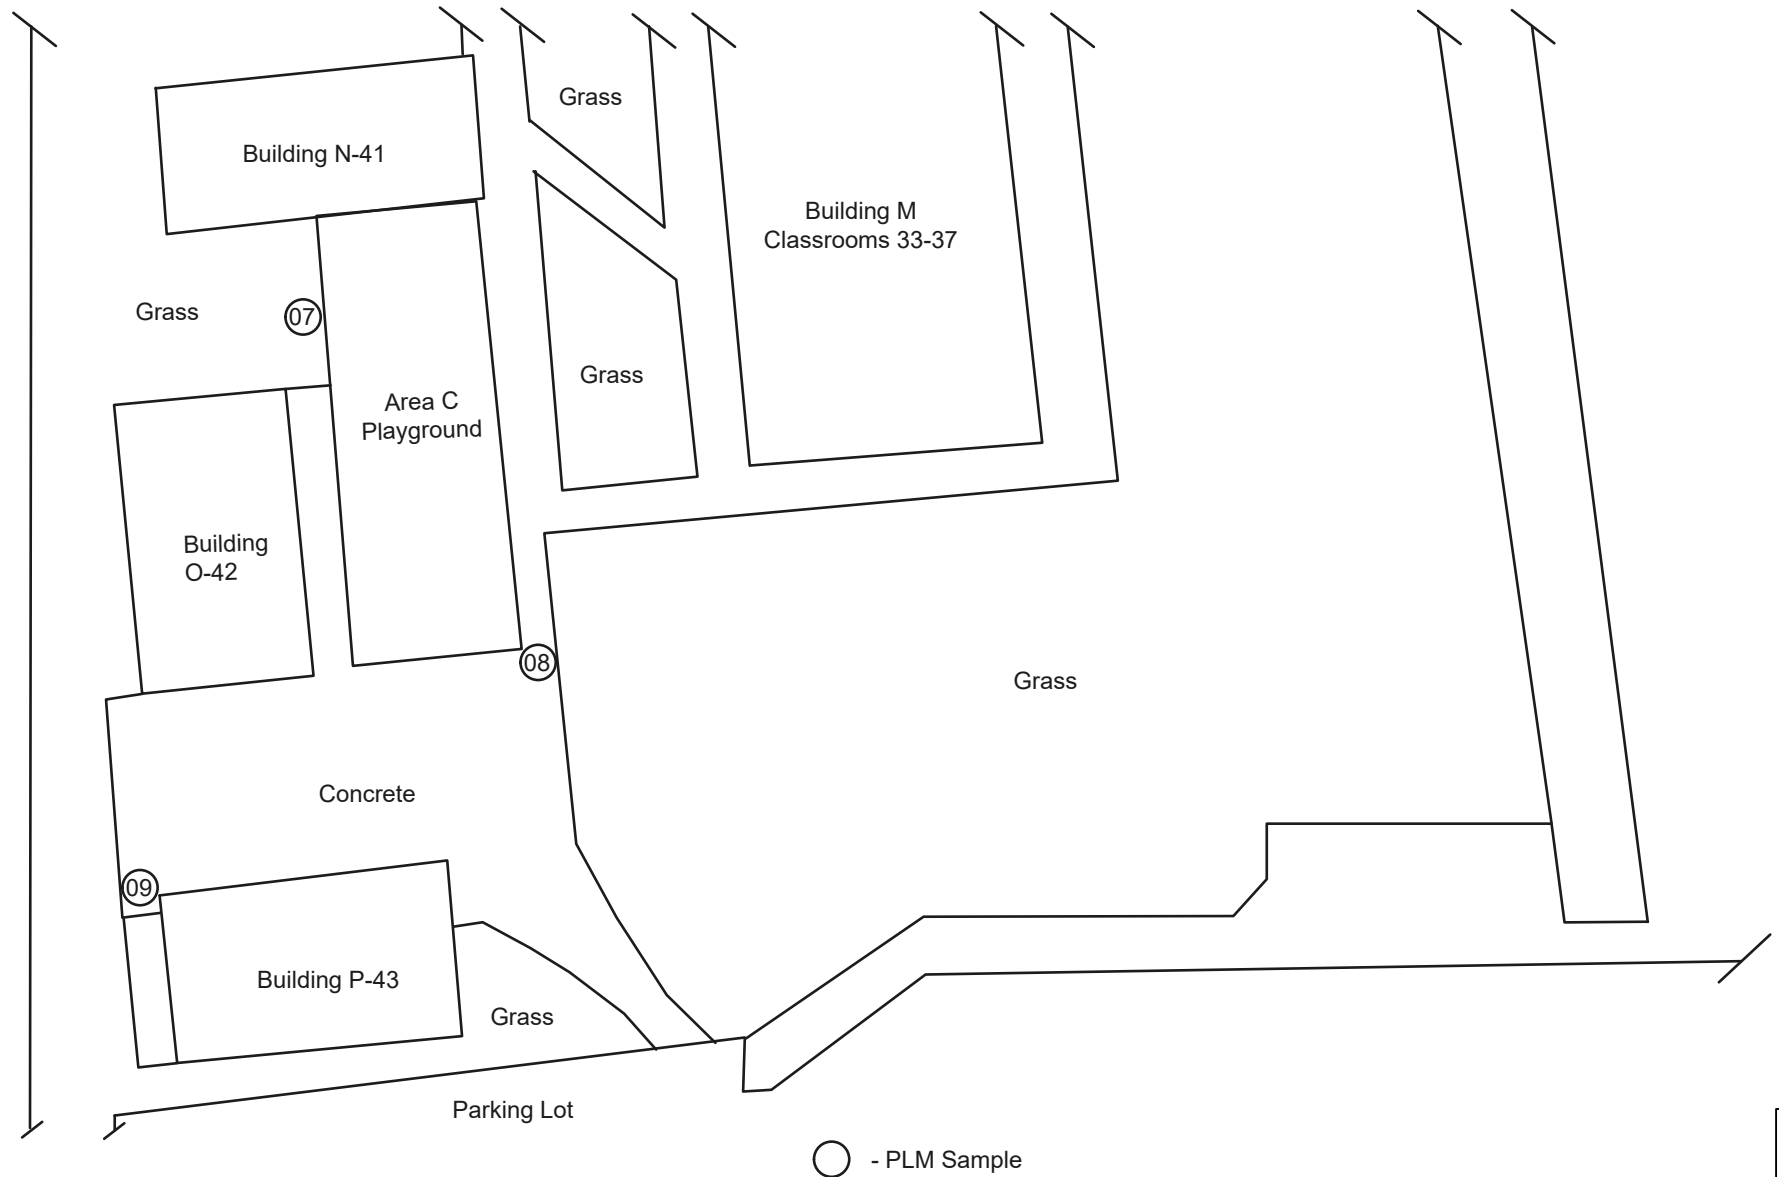 Grass
Building N-41
Building M
Classrooms 33-37
Grass
07
Grass
Area C
Playground
Building
O-42
08
Grass
Concrete
09
Building P-43
Grass
Parking Lot
- PLM Sample